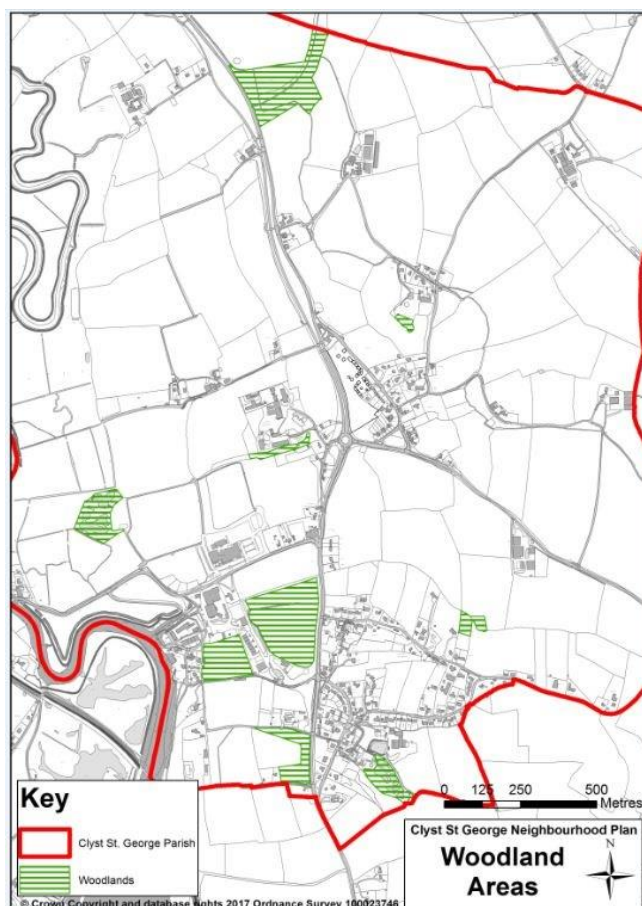 Key
Clyst St. George Parish
Woodlands
0 125 250 500
Metres
Clyst St George Neighbourhood Plan
Woodland
Areas
N
© Crown Copyright and database rights 2017 Ordnance Survey 100023746